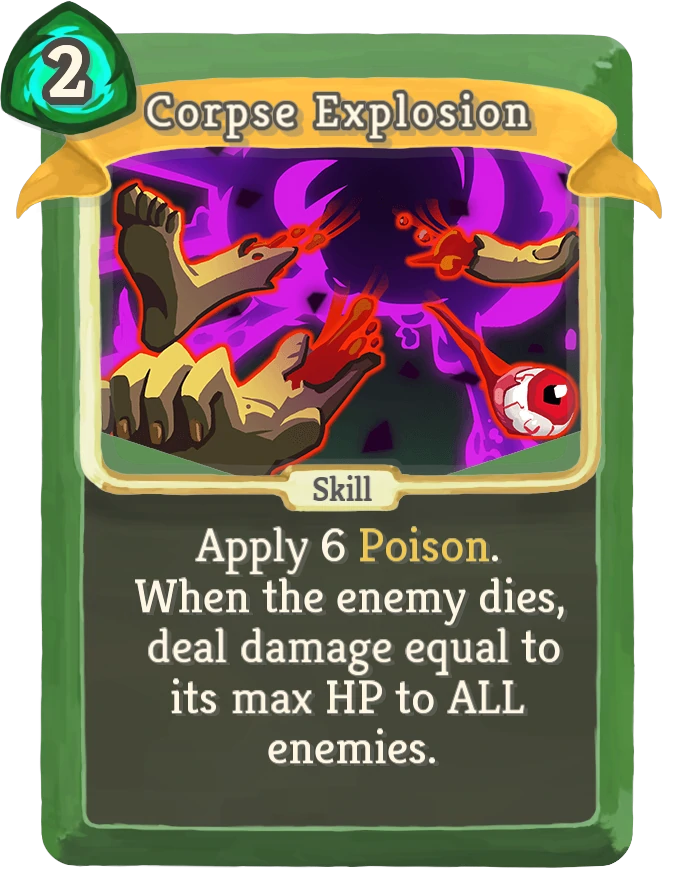 2
Corpse Explosion
Skill
Apply 6 Poison.
When the enemy dies,
deal damage equal to
its max HP to ALL
enemies.